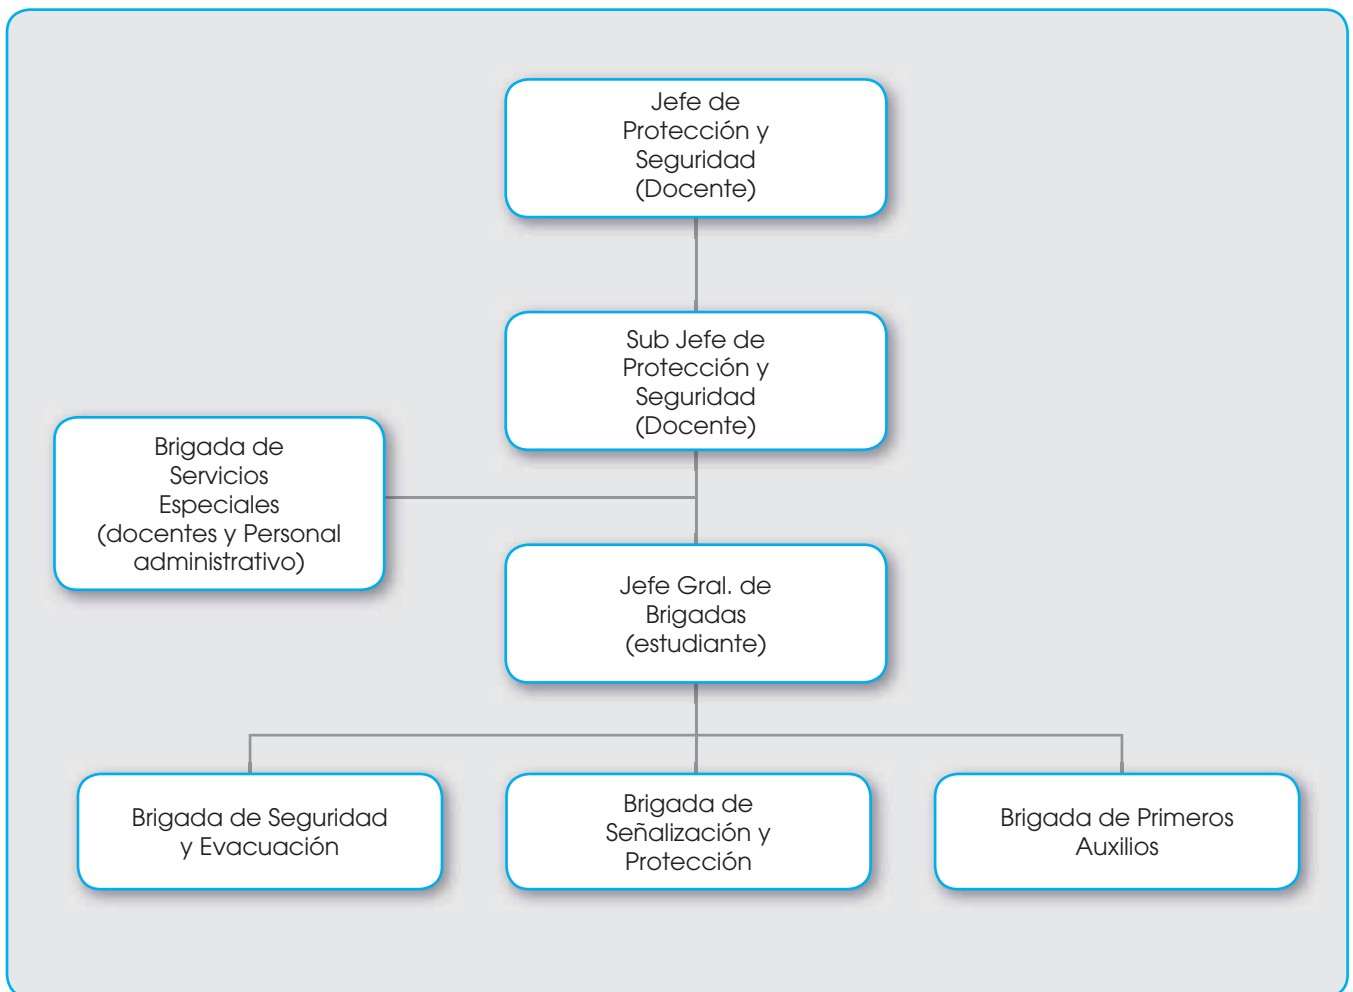 Jefe de
Protección y
Seguridad
(Docente)
Sub Jefe de
Protección y
Seguridad
(Docente)
Brigada de
Servicios
Especiales
(docentes y Personal
administrativo)
Jefe Gral. de
Brigadas
(estudiante)
Brigada de Seguridad
y Evacuación
Brigada de
Señalización y
Protección
Brigada de Primeros
Auxilios